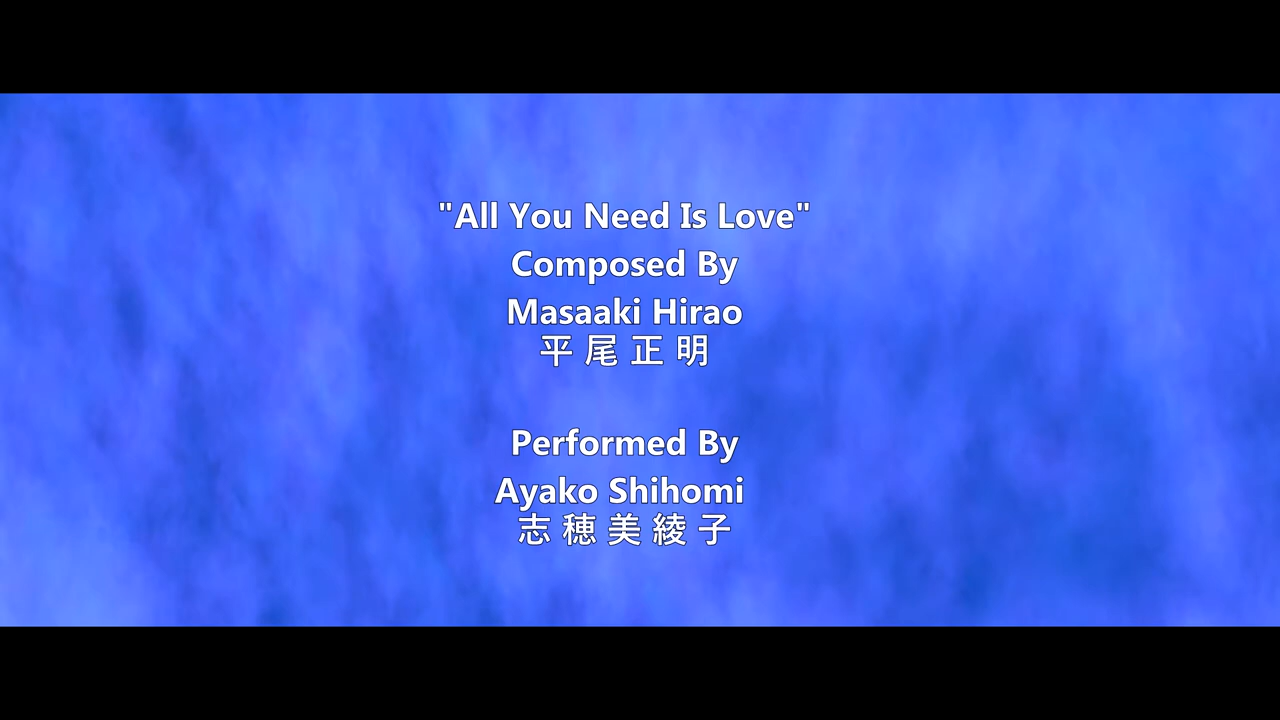 "All You Need Is Love"
Composed By
Masaaki Hirao
平尾正明
Performed By
Ayako Shihomi
志穂美綾子